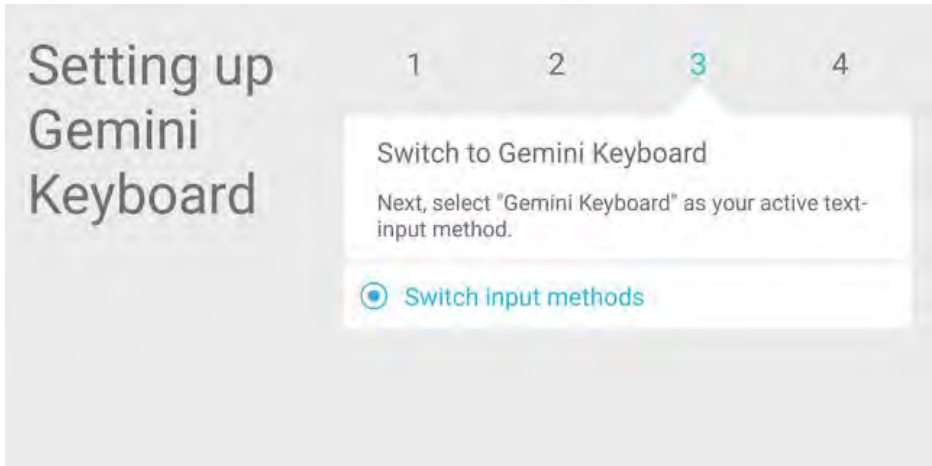 Setting up
Gemini
Keyboard
1 2 3 4
Switch to Gemini Keyboard
Next, select "Gemini Keyboard" as your active text-
input method.
Switch input methods